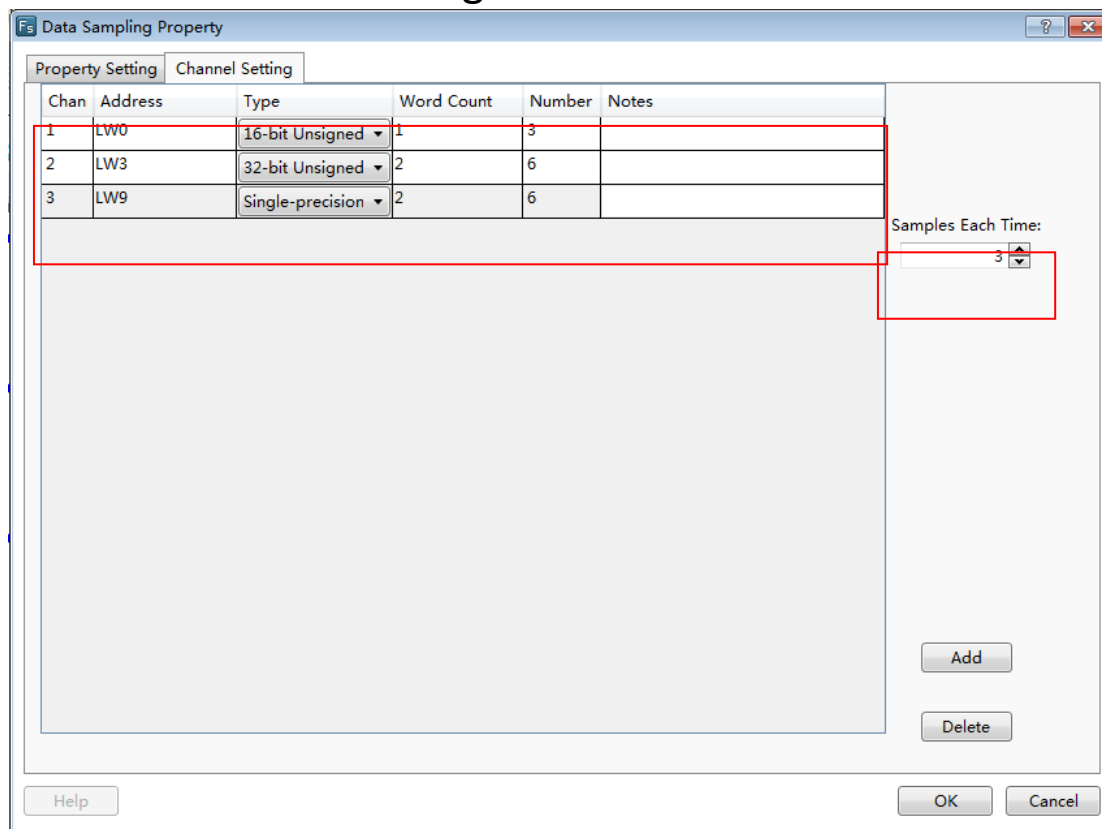 Fs Data Sampling Property
Property Setting Channel Setting
Chan Address Type Word Count Number Notes
1 LW0 16-bit Unsigned 1 3
2 LW3 32-bit Unsigned 2 6
3 LW9 Single-precision 2 6
Samples Each Time:
3
Add
Delete
Help OK Cancel